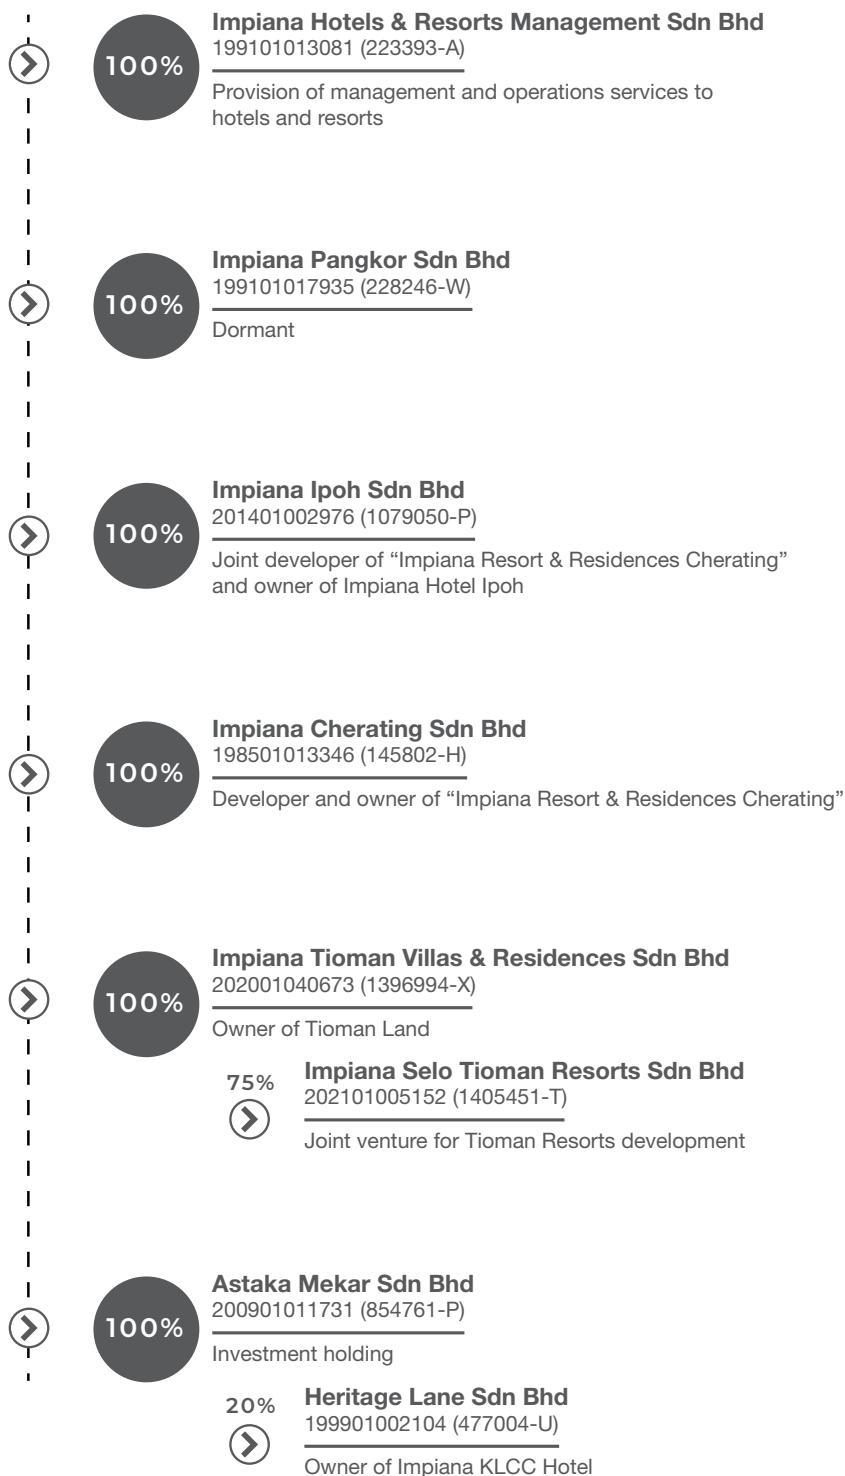 Impiana Hotels & Resorts Management Sdn Bhd
199101013081 (223393-A)
100%
Provision of management and operations services to
hotels and resorts
Impiana Pangkor Sdn Bhd
199101017935 (228246-W)
100%
Dormant
Impiana Ipoh Sdn Bhd
201401002976 (1079050-P)
100%
Joint developer of “Impiana Resort & Residences Cherating”
and owner of Impiana Hotel Ipoh
Impiana Cherating Sdn Bhd
198501013346 (145802-H)
100%
Developer and owner of “Impiana Resort & Residences Cherating”
Impiana Tioman Villas & Residences Sdn Bhd
202001040673 (1396994-X)
100%
Owner of Tioman Land
75%
Impiana Selo Tioman Resorts Sdn Bhd
202101005152 (1405451-T)
Joint venture for Tioman Resorts development
Astaka Mekar Sdn Bhd
200901011731 (854761-P)
100%
Investment holding
20%
Heritage Lane Sdn Bhd
199901002104 (477004-U)
Owner of Impiana KLCC Hotel